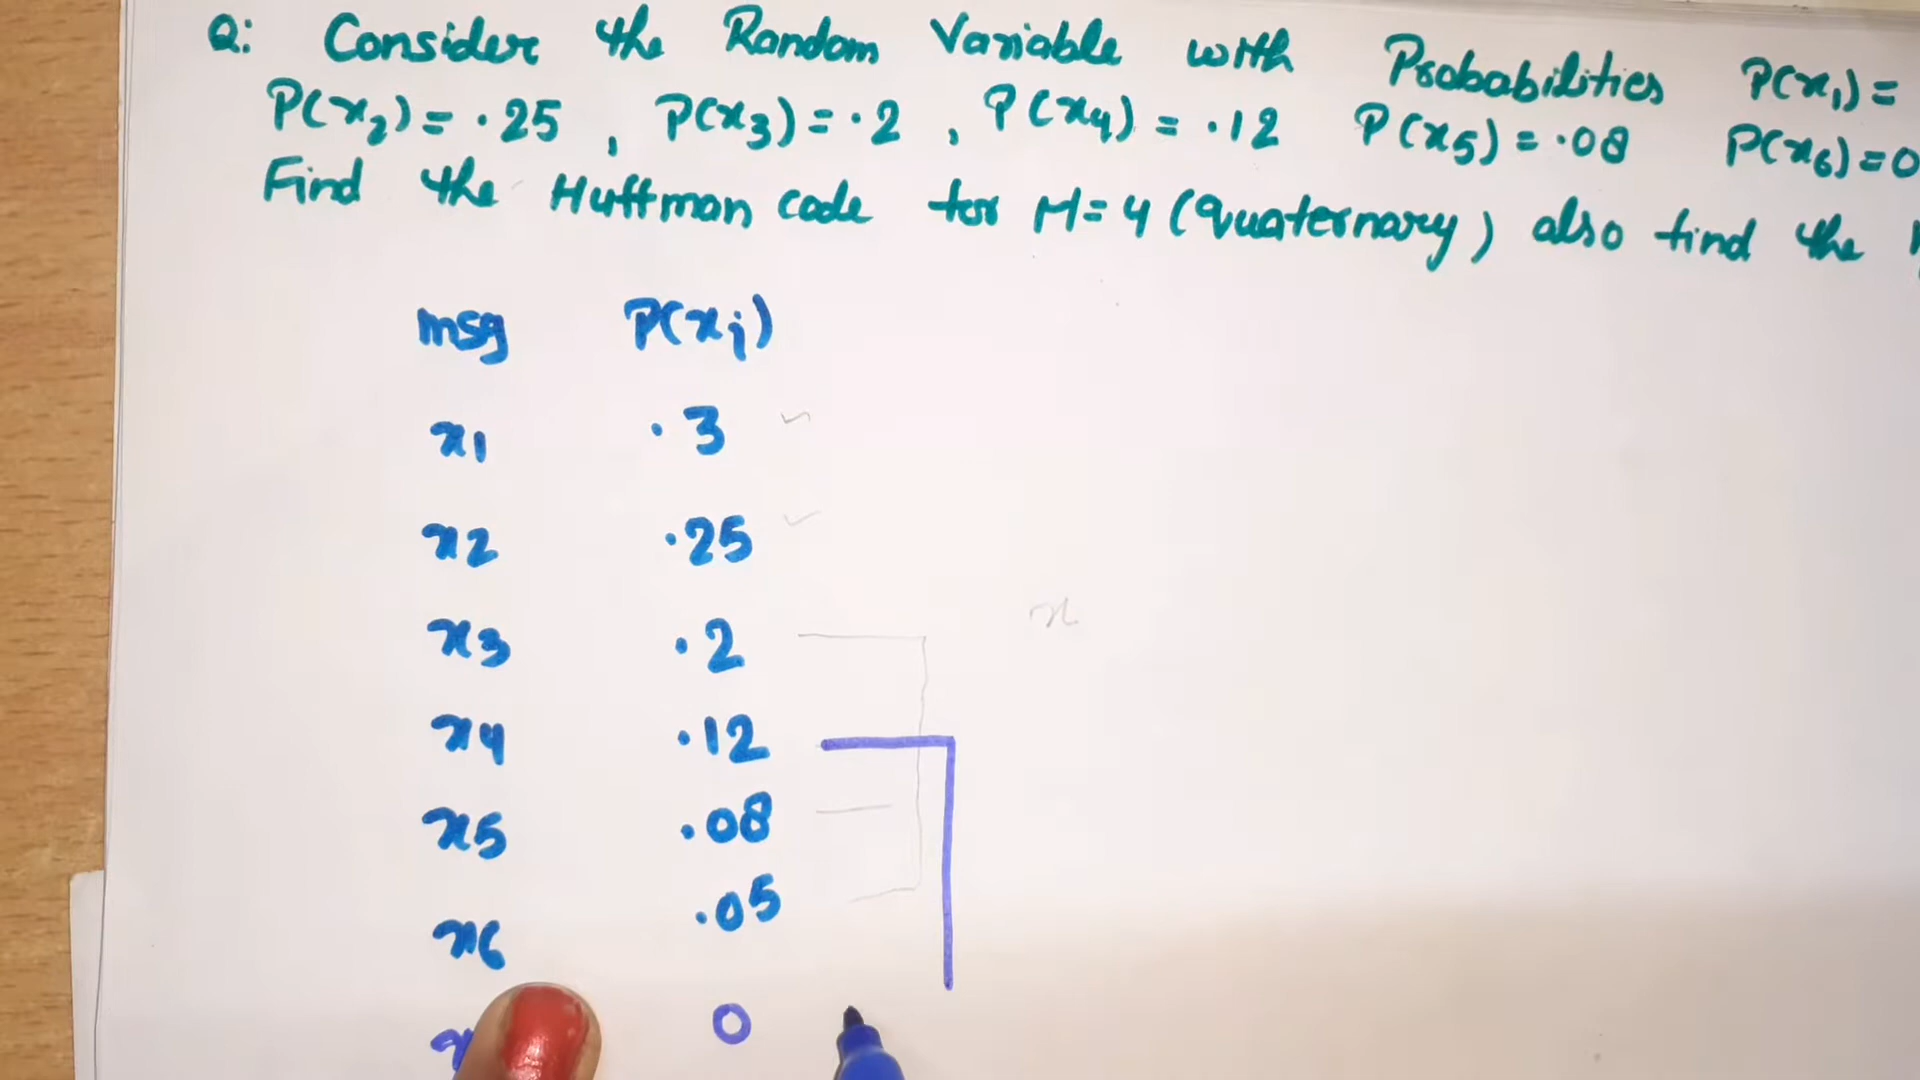 Q: Consider the Random Variable with Probabilities P(x1) =
P(x2) = .25 , P(x3) = .2 , P(x4) = .12 P(x5) = .08 P(x6) = 0
Find the Huffman code for M=4 (quaternary) also find the
msg P(xi)
x1 .3
x2 .25
x3 .2
x
x4 .12
x5 .08
x6 .05
0